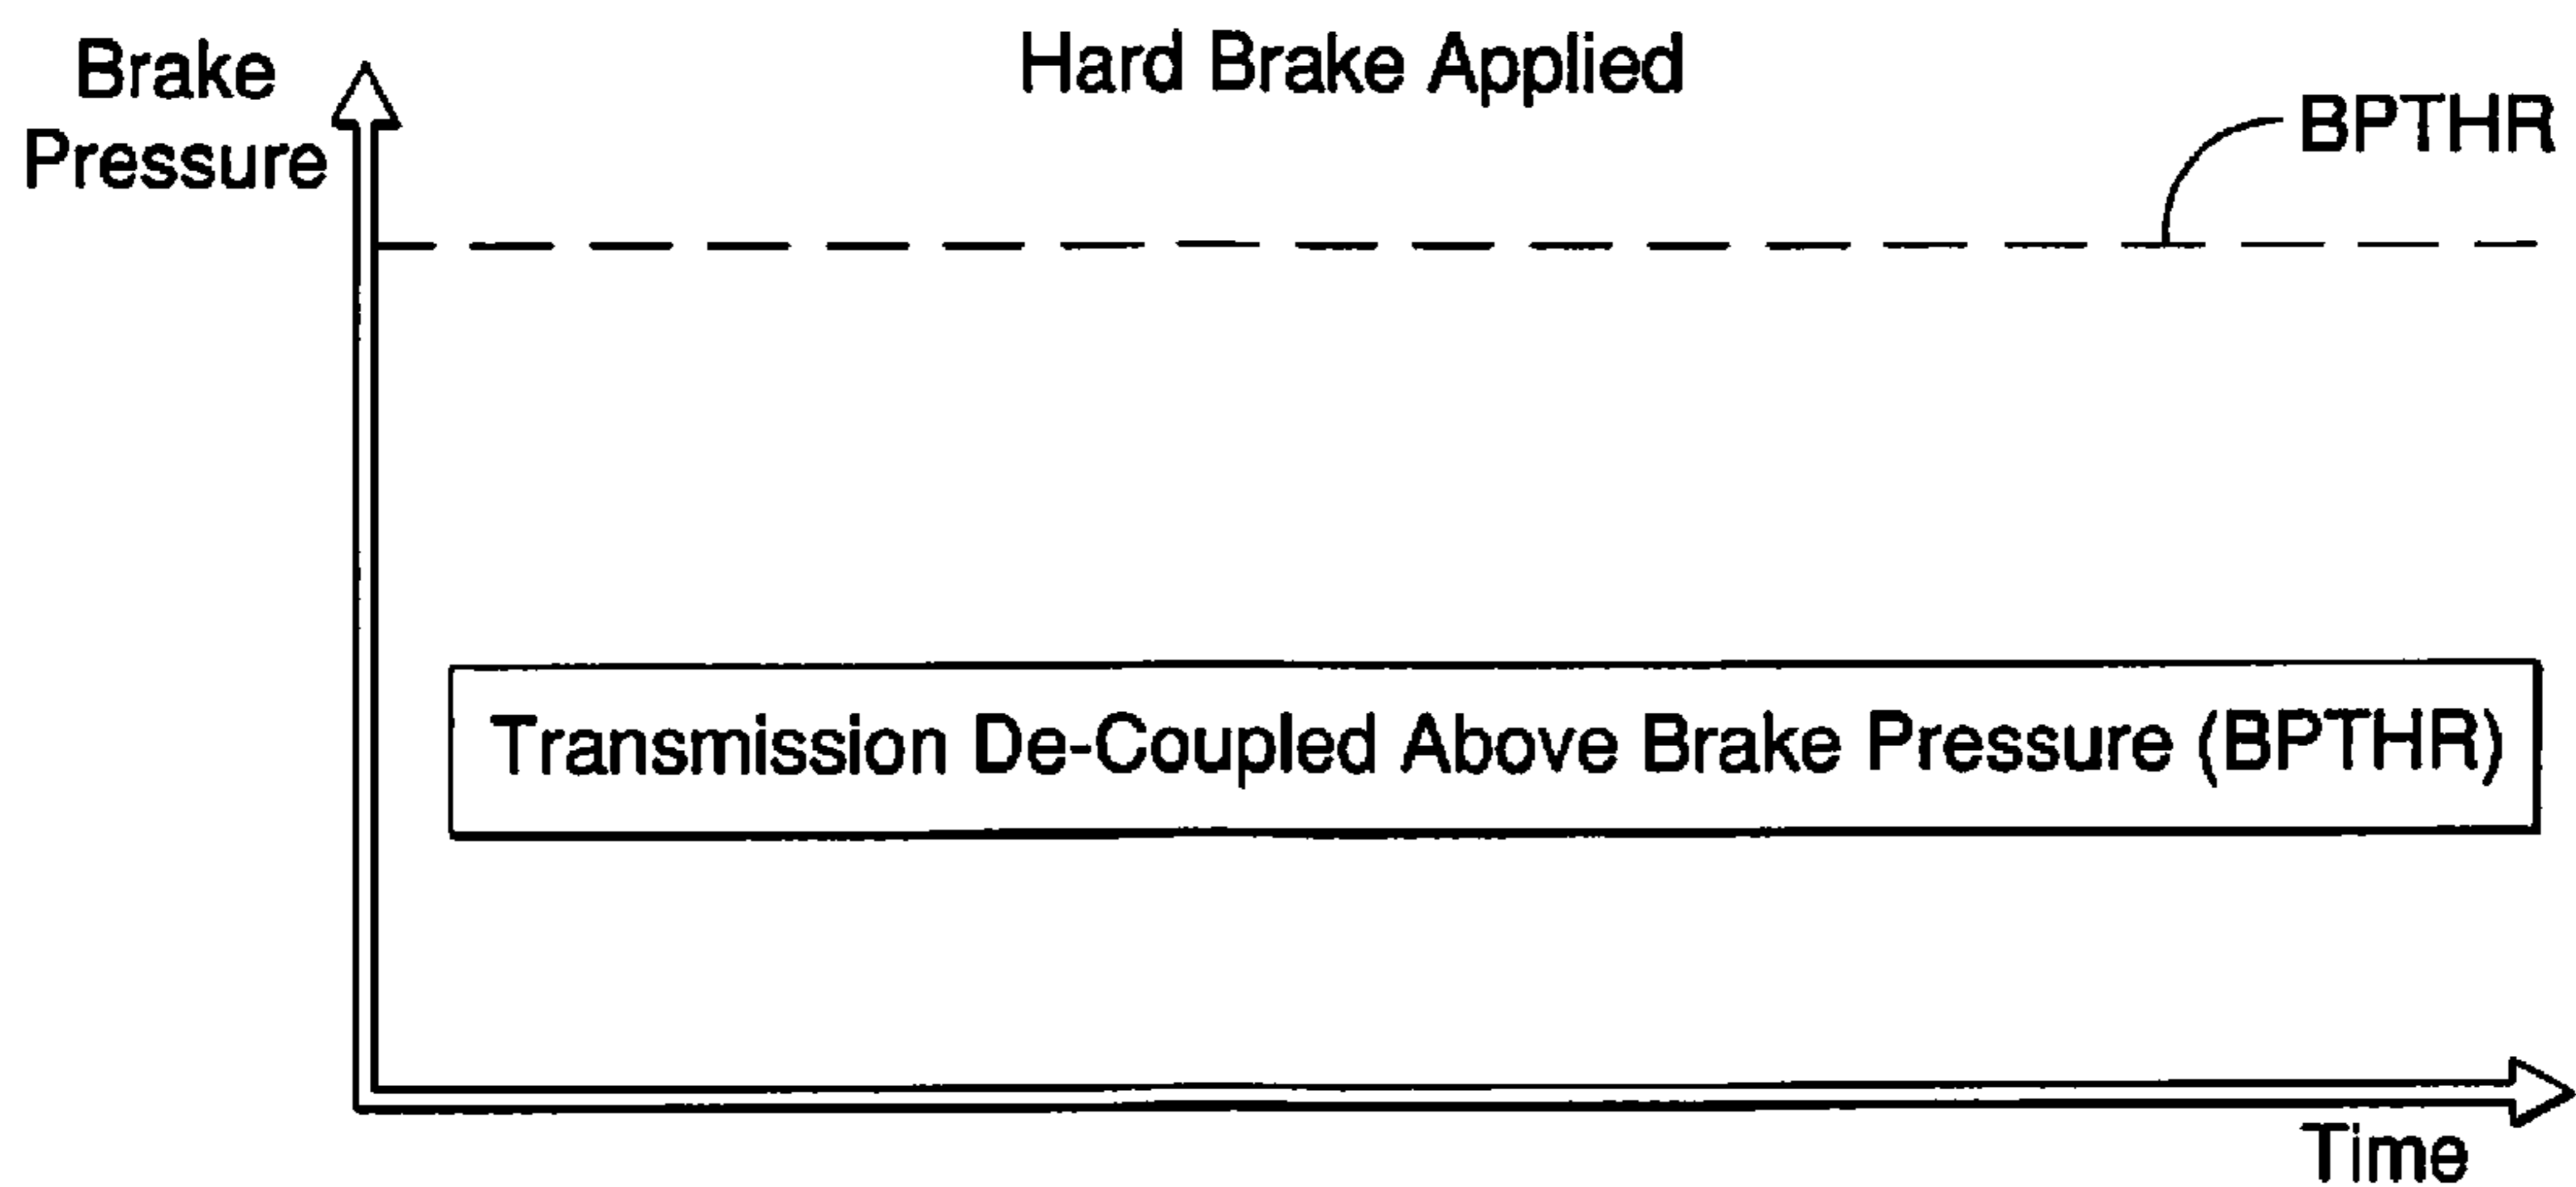 Brake
Pressure
Hard Brake Applied
BPTHR
Transmission De-Coupled Above Brake Pressure (BPTHR)
Time